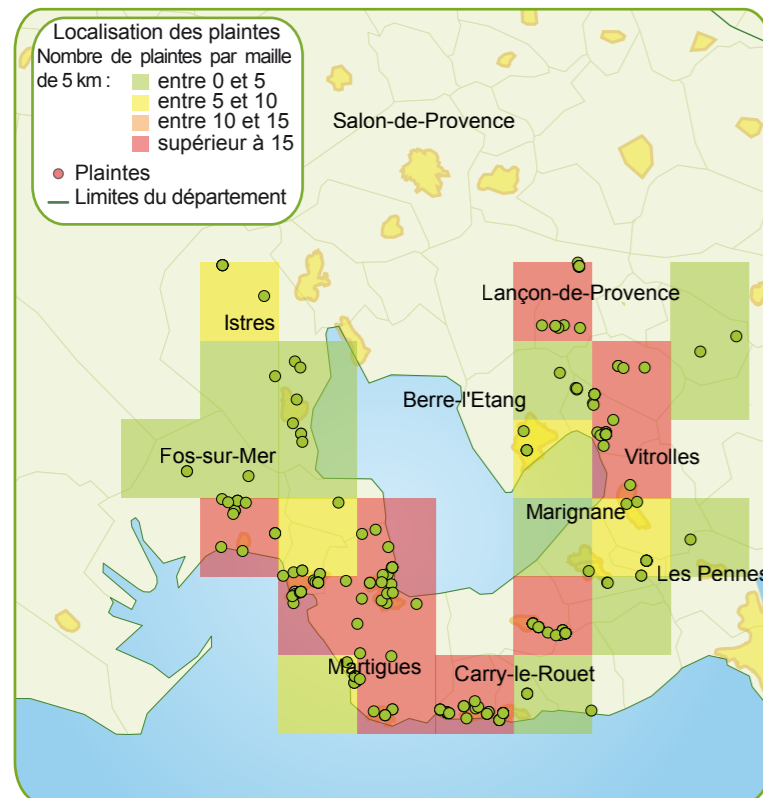 Localisation des plaintes
Nombre de plaintes par maille
de 5 km :
entre 0 et 5
entre 5 et 10
entre 10 et 15
supérieur à 15
Plaintes
Limites du département
Salon-de-Provence
Lançon-de-Provence
Istres
Berre-l'Etang
Fos-sur-Mer
Vitrolles
Marignane
Les Pennes
Martigues
Carry-le-Rouet